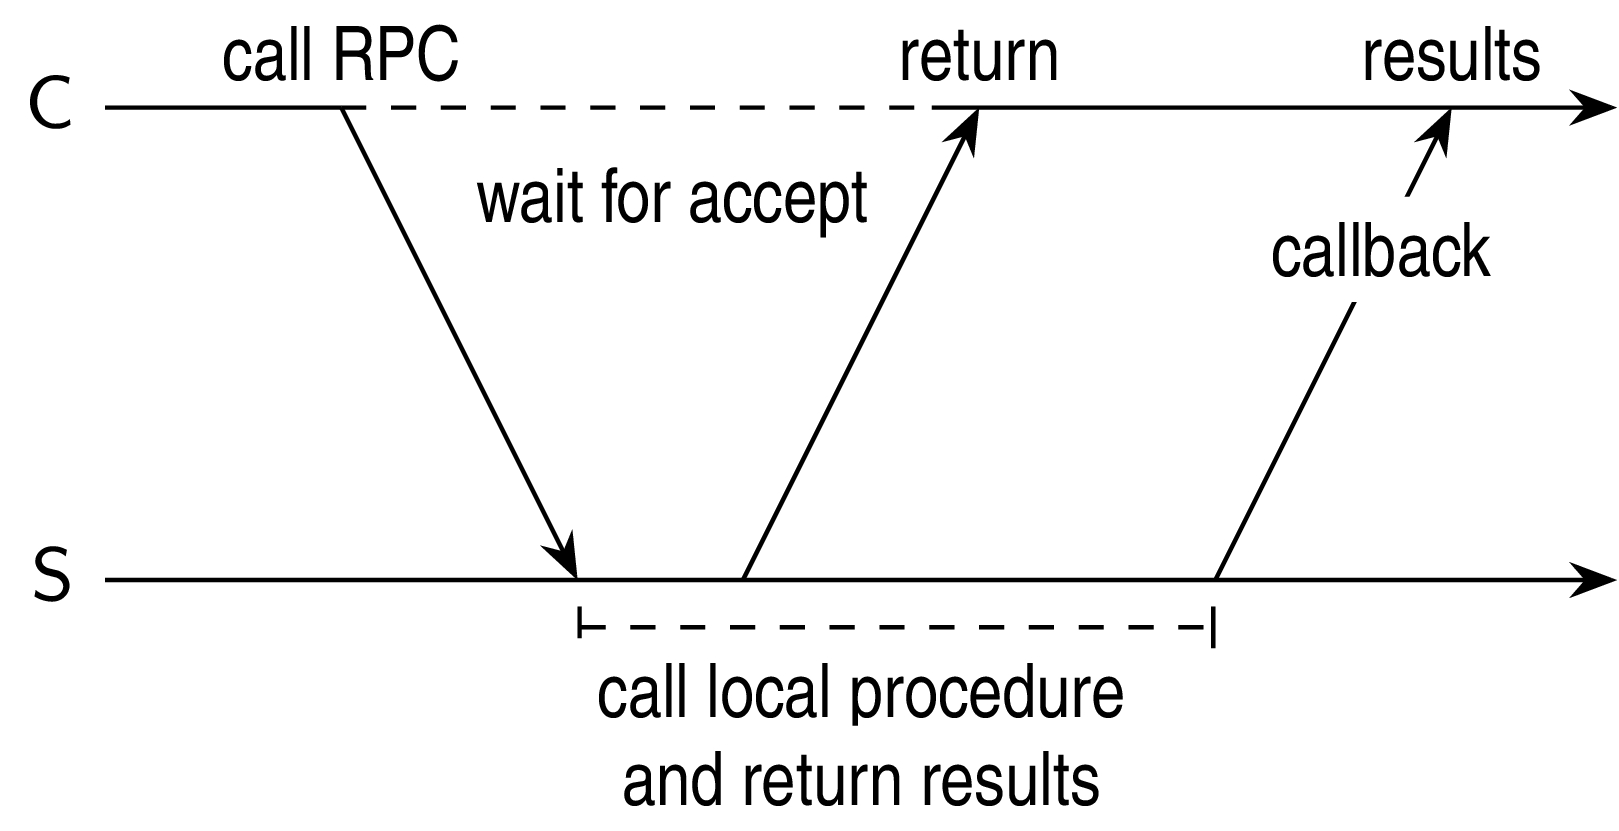 call RPC
return
results
C
wait for accept
callback
S
call local procedure
and return results